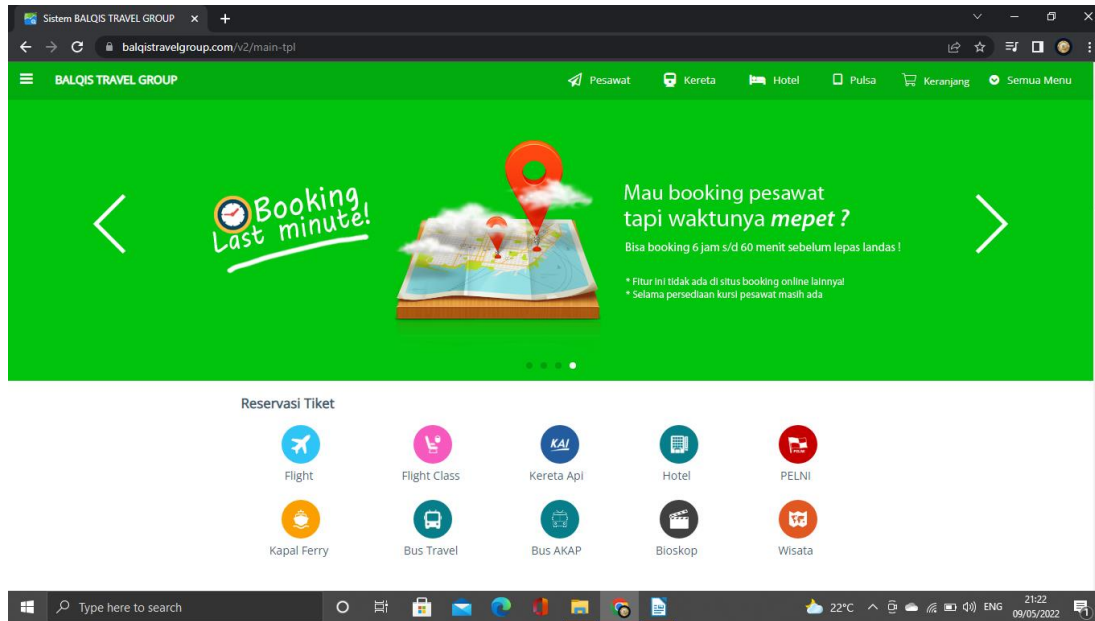 Sistem BALQIS TRAVEL GROUP
balqistravelgroup.com/v2/main-tpl
BALQIS TRAVEL GROUP
Pesawat
Kereta
Hotel
Pulsa
Keranjang
Semua Menu
Booking
Last minute!
Mau booking pesawat
tapi waktunya mepet ?
Bisa booking 6 jam s/d 60 menit sebelum lepas landas !
* Fitur ini tidak ada di situs booking online lainnya!
* Selama persediaan kursi pesawat masih ada
Reservasi Tiket
KAI
Flight
Flight Class
Kereta Api
Hotel
PELNI
Kapal Ferry
Bus Travel
Bus AKAP
Bioskop
Wisata
Type here to search
22°C
ENG
21:22
09/05/2022